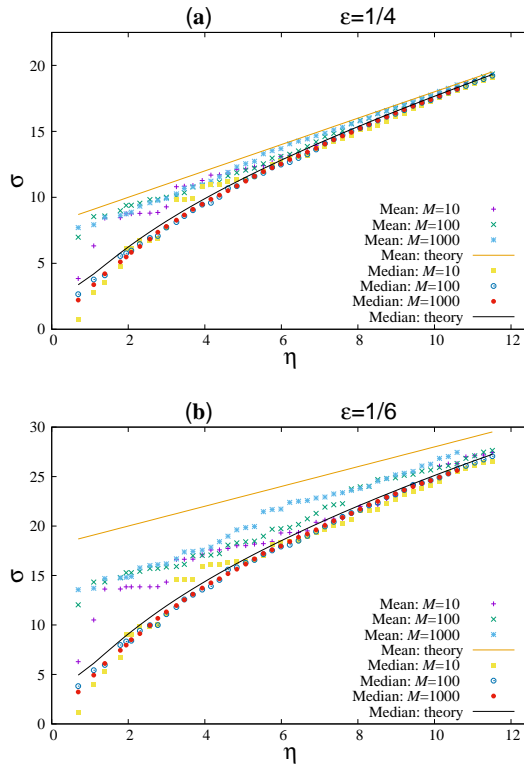 (a) ε=1/4
20
15
10
5
0
σ
Mean: M=10
Mean: M=100
Mean: M=1000
Mean: theory
Median: M=10
Median: M=100
Median: M=1000
Median: theory
0 2 4 6 8 10 12
η
(b) ε=1/6
30
25
20
15
10
5
0
σ
Mean: M=10
Mean: M=100
Mean: M=1000
Mean: theory
Median: M=10
Median: M=100
Median: M=1000
Median: theory
0 2 4 6 8 10 12
η